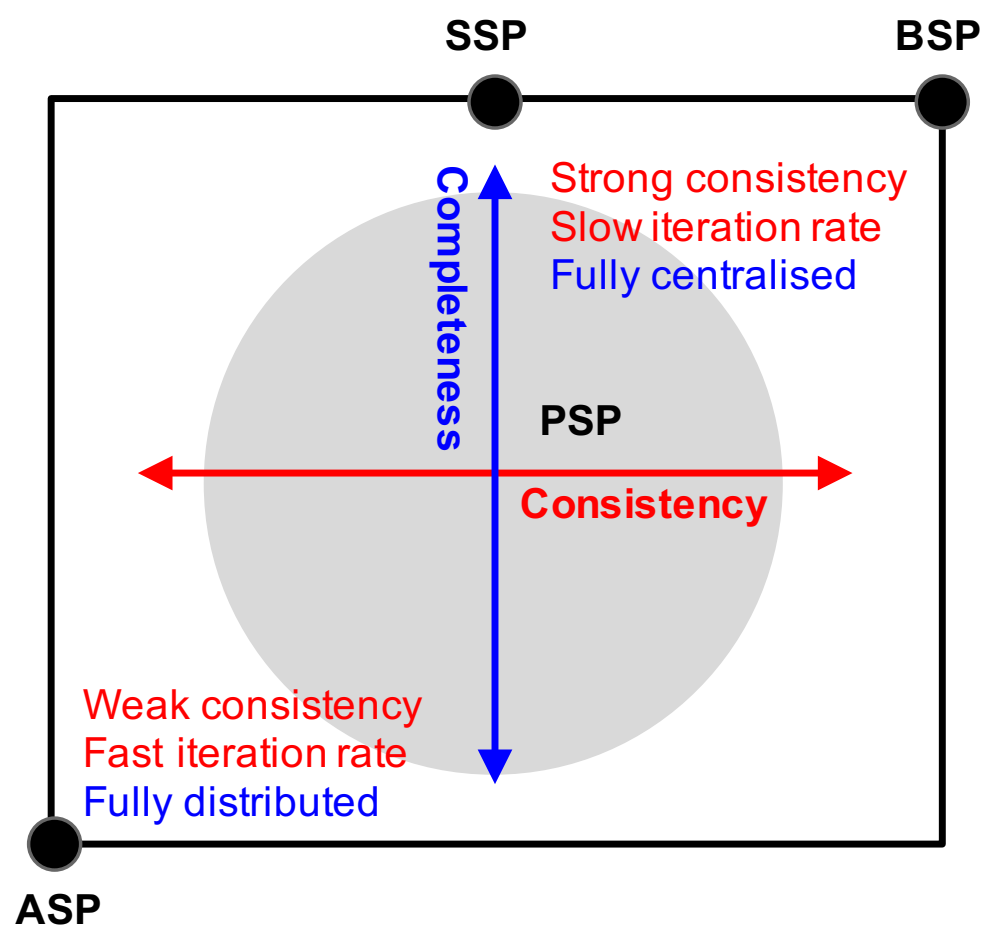 SSP
BSP
Completeness
Strong consistency
Slow iteration rate
Fully centralised
PSP
Consistency
Weak consistency
Fast iteration rate
Fully distributed
ASP